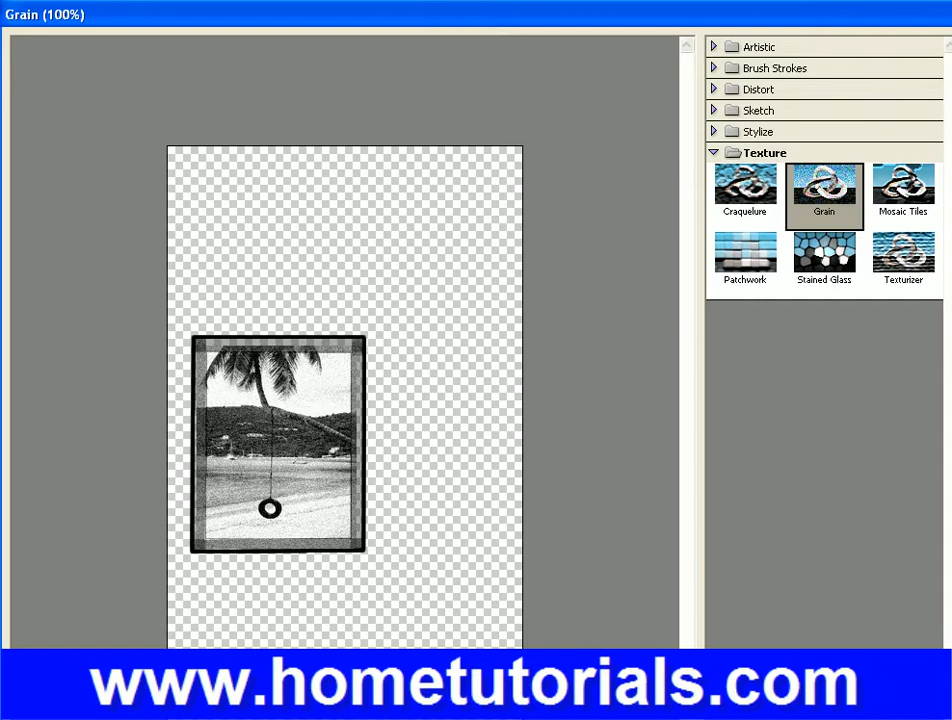 Grain (100%)
Artistic
Brush Strokes
Distort
Sketch
Stylize
Texture
Craquelure
Grain
Mosaic Tiles
Patchwork
Stained Glass
Texturizer
www.hometutorials.com